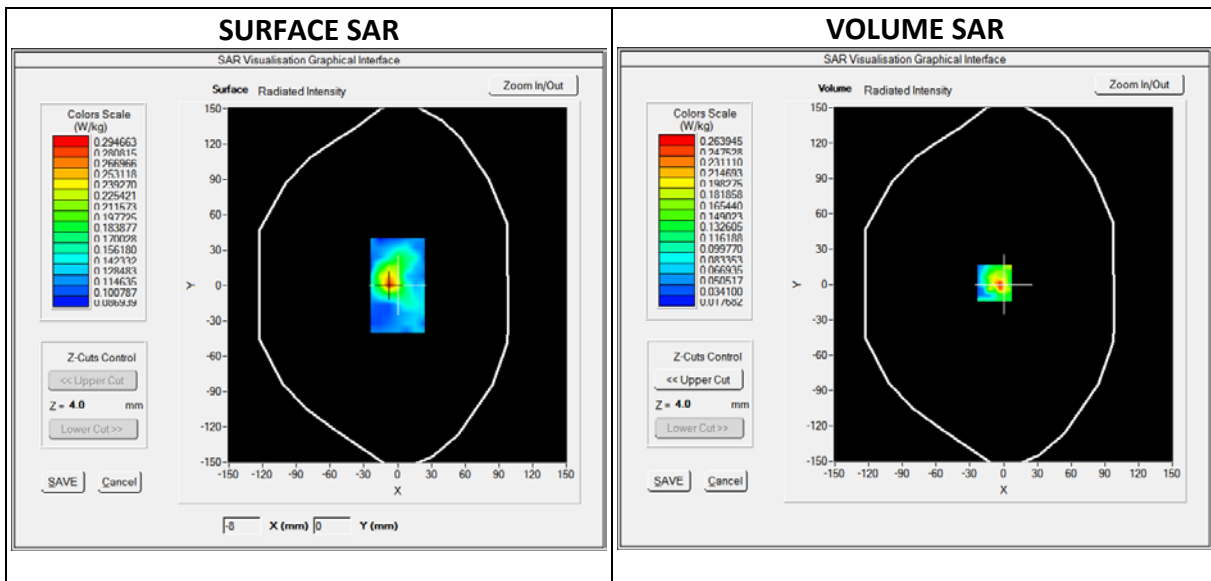 SURFACE SAR
SAR Visualisation Graphical Interface
Surface Radiated Intensity
Zoom In/Out
Colors Scale
(W/kg)
0.294663
0.280815
0.266966
0.253118
0.239270
0.225421
0.211573
0.197725
0.183877
0.170028
0.156180
0.142332
0.128483
0.114635
0.100787
0.086939
Z-Cuts Control
<< Upper Cut
Z = 4.0 mm
Lower Cut >>
SAVE Cancel
150
120
90
60
30
0
-30
-60
-90
-120
-150
Y
-150 -120 -90 -60 -30 0 30 60 90 120 150
X
-8 X (mm) 0 Y (mm)
VOLUME SAR
SAR Visualisation Graphical Interface
Volume Radiated Intensity
Zoom In/Out
Colors Scale
(W/kg)
0.263945
0.247528
0.231110
0.214693
0.198275
0.181858
0.165440
0.149023
0.132605
0.116188
0.099770
0.083353
0.066935
0.050517
0.034100
0.017682
Z-Cuts Control
<< Upper Cut
Z = 4.0 mm
Lower Cut >>
SAVE Cancel
150
120
90
60
30
0
-30
-60
-90
-120
-150
Y
-150 -120 -90 -60 -30 0 30 60 90 120 150
X